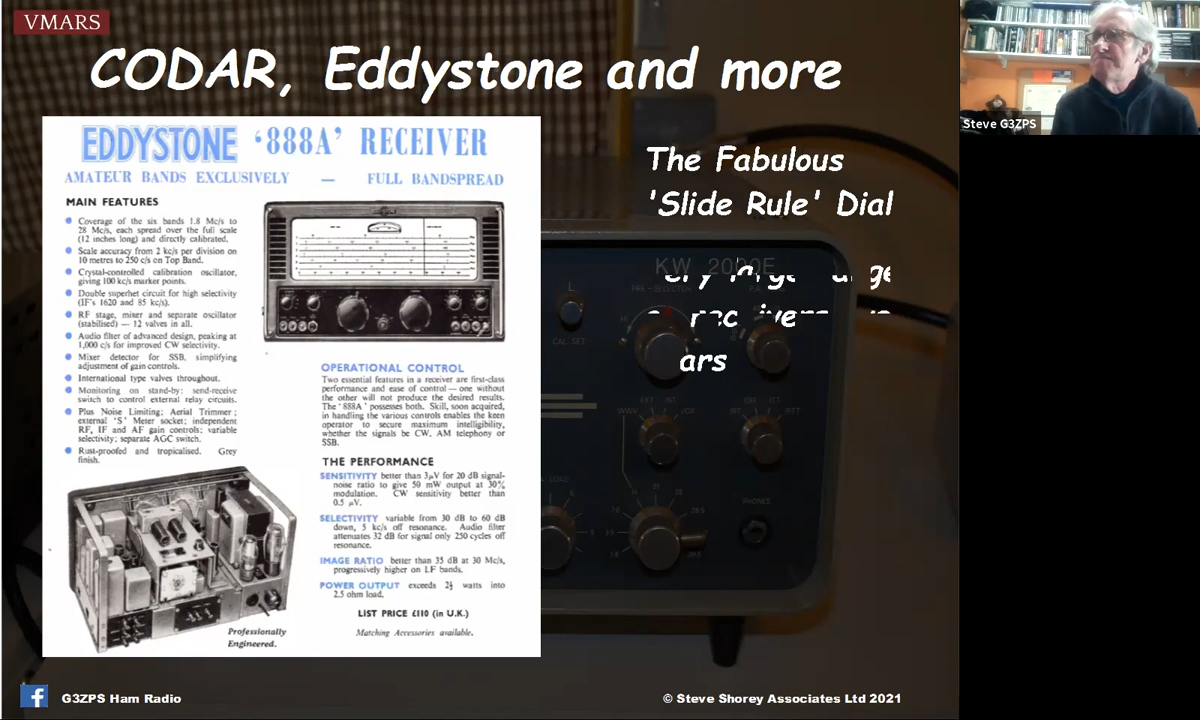 VMARS
CODAR, Eddystone and more
Steve G3ZPS
EDDYSTONE '888A' RECEIVER
AMATEUR BANDS EXCLUSIVELY — FULL BANDSPREAD
MAIN FEATURES
Coverage of the six bands 1.8 Mc/s to
28 Mc/s, each spread over the full scale
(12 inches long) and directly calibrated.
Scale accuracy from 2 kc/s per division on
10 metres to 250 c/s on Top Band.
Crystal-controlled calibration oscillator,
giving 100 kc/s marker points.
Double superhet circuit for high selectivity
(IF's 1620 and 85 kc/s).
RF stage, mixer and separate oscillator
(stabilised) — 12 valves in all.
Audio filter of advanced design, peaking at
1,000 c/s for improved CW selectivity.
Mixer detector for SSB, simplifying
adjustment of gain controls.
International type valves throughout.
Monitoring on stand-by: send-receive
switch to control external relay circuits.
Plus Noise Limiting; Aerial Trimmer;
external 'S' Meter socket; independent
RF, IF and AF gain controls; variable
selectivity; separate AGC switch.
Rust-proofed and tropicalised. Grey
finish.
OPERATIONAL CONTROL
Two essential features in a receiver are first-class
performance and ease of control — one without
the other will not produce the desired results.
The '888A' possesses both. Skill, soon acquired,
in handling the various controls enables the keen
operator to secure maximum intelligibility,
whether the signals be CW, AM telephony or
SSB.
THE PERFORMANCE
SENSITIVITY better than 3µV for 20 dB signal-
noise ratio to give 50 mW output at 30%
modulation. CW sensitivity better than
0.5 µV.
SELECTIVITY variable from 30 dB to 60 dB
down, 5 kc/s off resonance. Audio filter
attenuates 32 dB for signal only 250 cycles off
resonance.
IMAGE RATIO better than 35 dB at 30 Mc/s,
progressively higher on LF bands.
POWER OUTPUT exceeds 2½ watts into
2.5 ohm load.
LIST PRICE £110 (in U.K.)
Matching Accessories available.
Professionally
Engineered.
The Fabulous
'Slide Rule' Dial
KW 2000E
PRE-SELECTOR
ars
CAL-SET
VOX
PTT
LOAD
PHONES
G3ZPS Ham Radio
© Steve Shorey Associates Ltd 2021